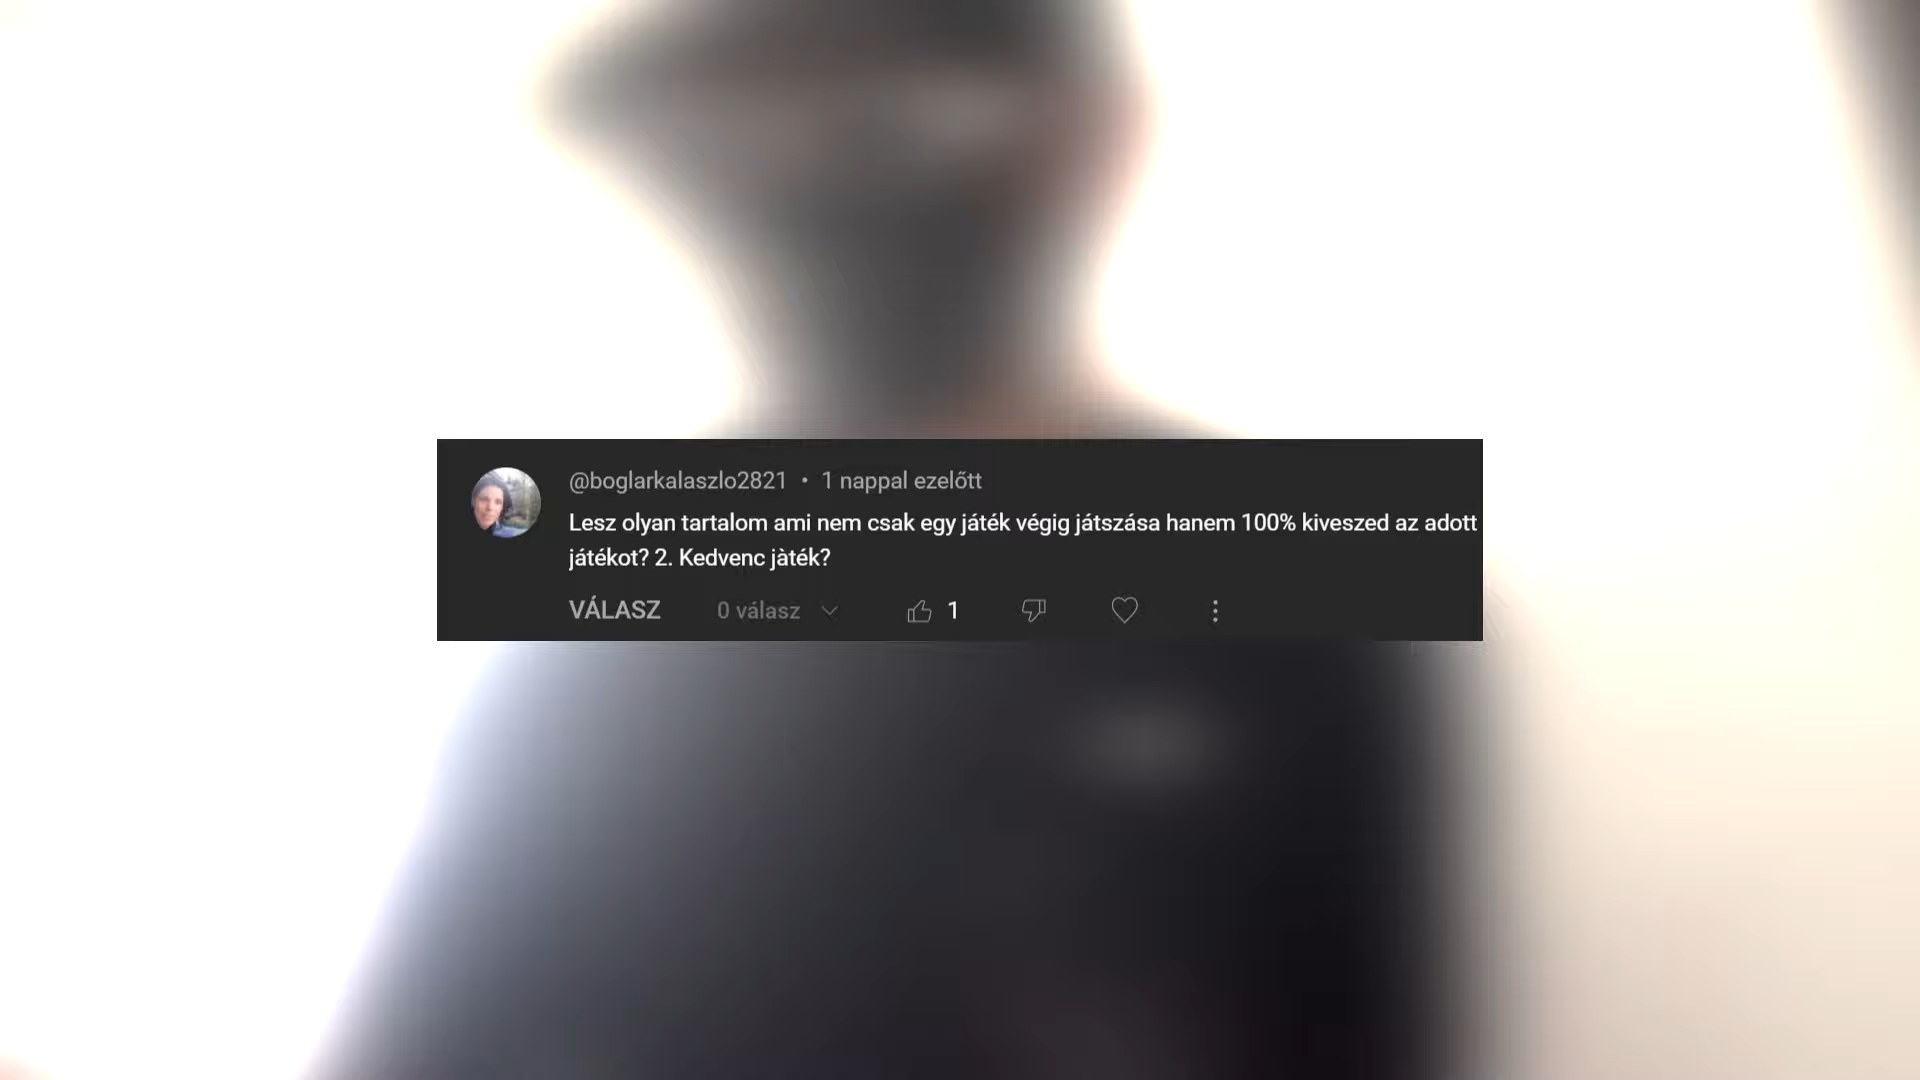 @boglarkalaszlo2821 • 1 nappal ezelőtt
Lesz olyan tartalom ami nem csak egy játék végig játszása hanem 100% kiveszed az adott
játékot? 2. Kedvenc jàték?
VÁLASZ 0 válasz 1